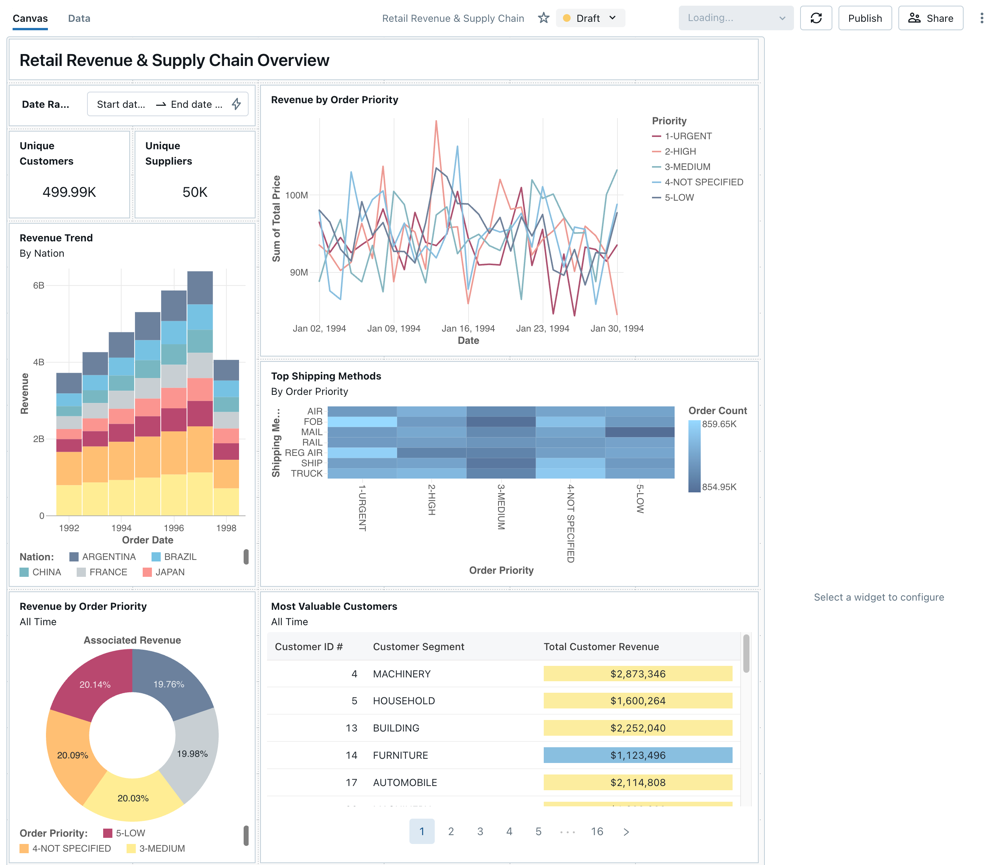 Canvas
Data
Retail Revenue & Supply Chain
Draft
Loading...
Publish
Share
Retail Revenue & Supply Chain Overview
Date Ra...
Start dat...
End date ...
Unique Customers
499.99K
Unique Suppliers
50K
Revenue Trend
By Nation
Revenue
6B
4B
2B
0
1992
1994
1996
1998
Order Date
Nation:
ARGENTINA
BRAZIL
CHINA
FRANCE
JAPAN
Revenue by Order Priority
Sum of Total Price
100M
90M
Jan 02, 1994
Jan 09, 1994
Jan 16, 1994
Jan 23, 1994
Jan 30, 1994
Date
Priority
1-URGENT
2-HIGH
3-MEDIUM
4-NOT SPECIFIED
5-LOW
Top Shipping Methods
By Order Priority
Shipping Me...
AIR
FOB
MAIL
RAIL
REG AIR
SHIP
TRUCK
1-URGENT
2-HIGH
3-MEDIUM
4-NOT SPECIFIED
5-LOW
Order Priority
Order Count
859.65K
854.95K
Select a widget to configure
Revenue by Order Priority
All Time
Associated Revenue
20.14%
19.76%
20.09%
19.98%
20.03%
Order Priority:
5-LOW
4-NOT SPECIFIED
3-MEDIUM
Most Valuable Customers
All Time
Customer ID #
Customer Segment
Total Customer Revenue
4 MACHINERY $2,873,346
5 HOUSEHOLD $1,600,264
13 BUILDING $2,252,040
14 FURNITURE $1,123,496
17 AUTOMOBILE $2,114,808
1 2 3 4 5 ... 16 >